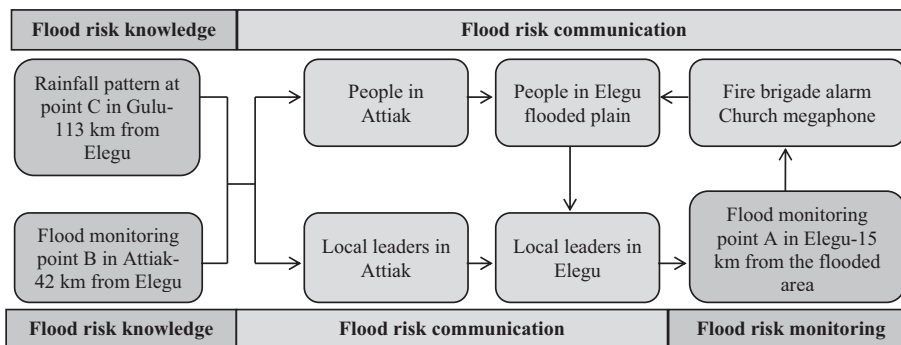 Flood risk knowledge
Flood risk communication
Rainfall pattern at
point C in Gulu-
113 km from
Elegu
People in
Attiak
People in Elegu
flooded plain
Fire brigade alarm
Church megaphone
Flood monitoring
point B in Attiak-
42 km from Elegu
Local leaders in
Attiak
Local leaders in
Elegu
Flood monitoring
point A in Elegu-15
km from the flooded
area
Flood risk knowledge
Flood risk communication
Flood risk monitoring